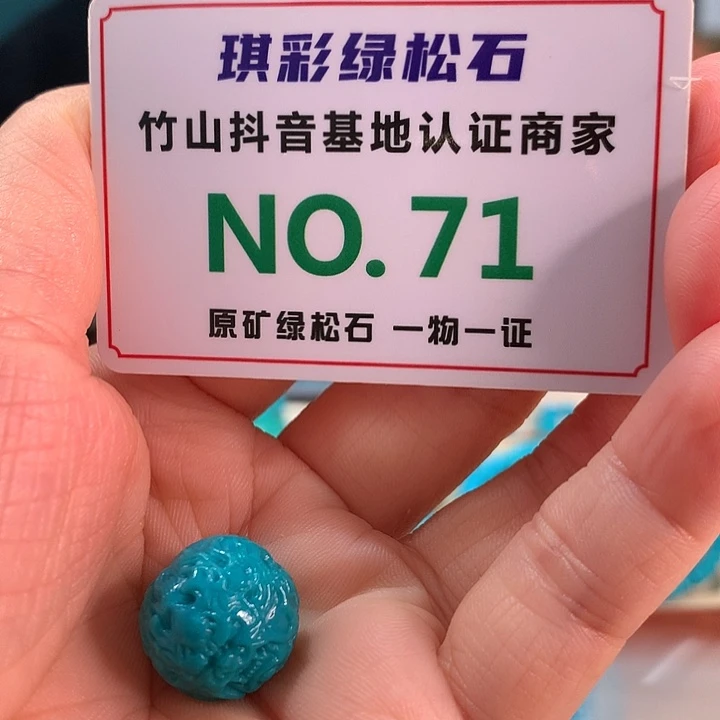 琪彩绿松石
竹山抖音基地认证商家
NO. 71
原矿绿松石 一物一证